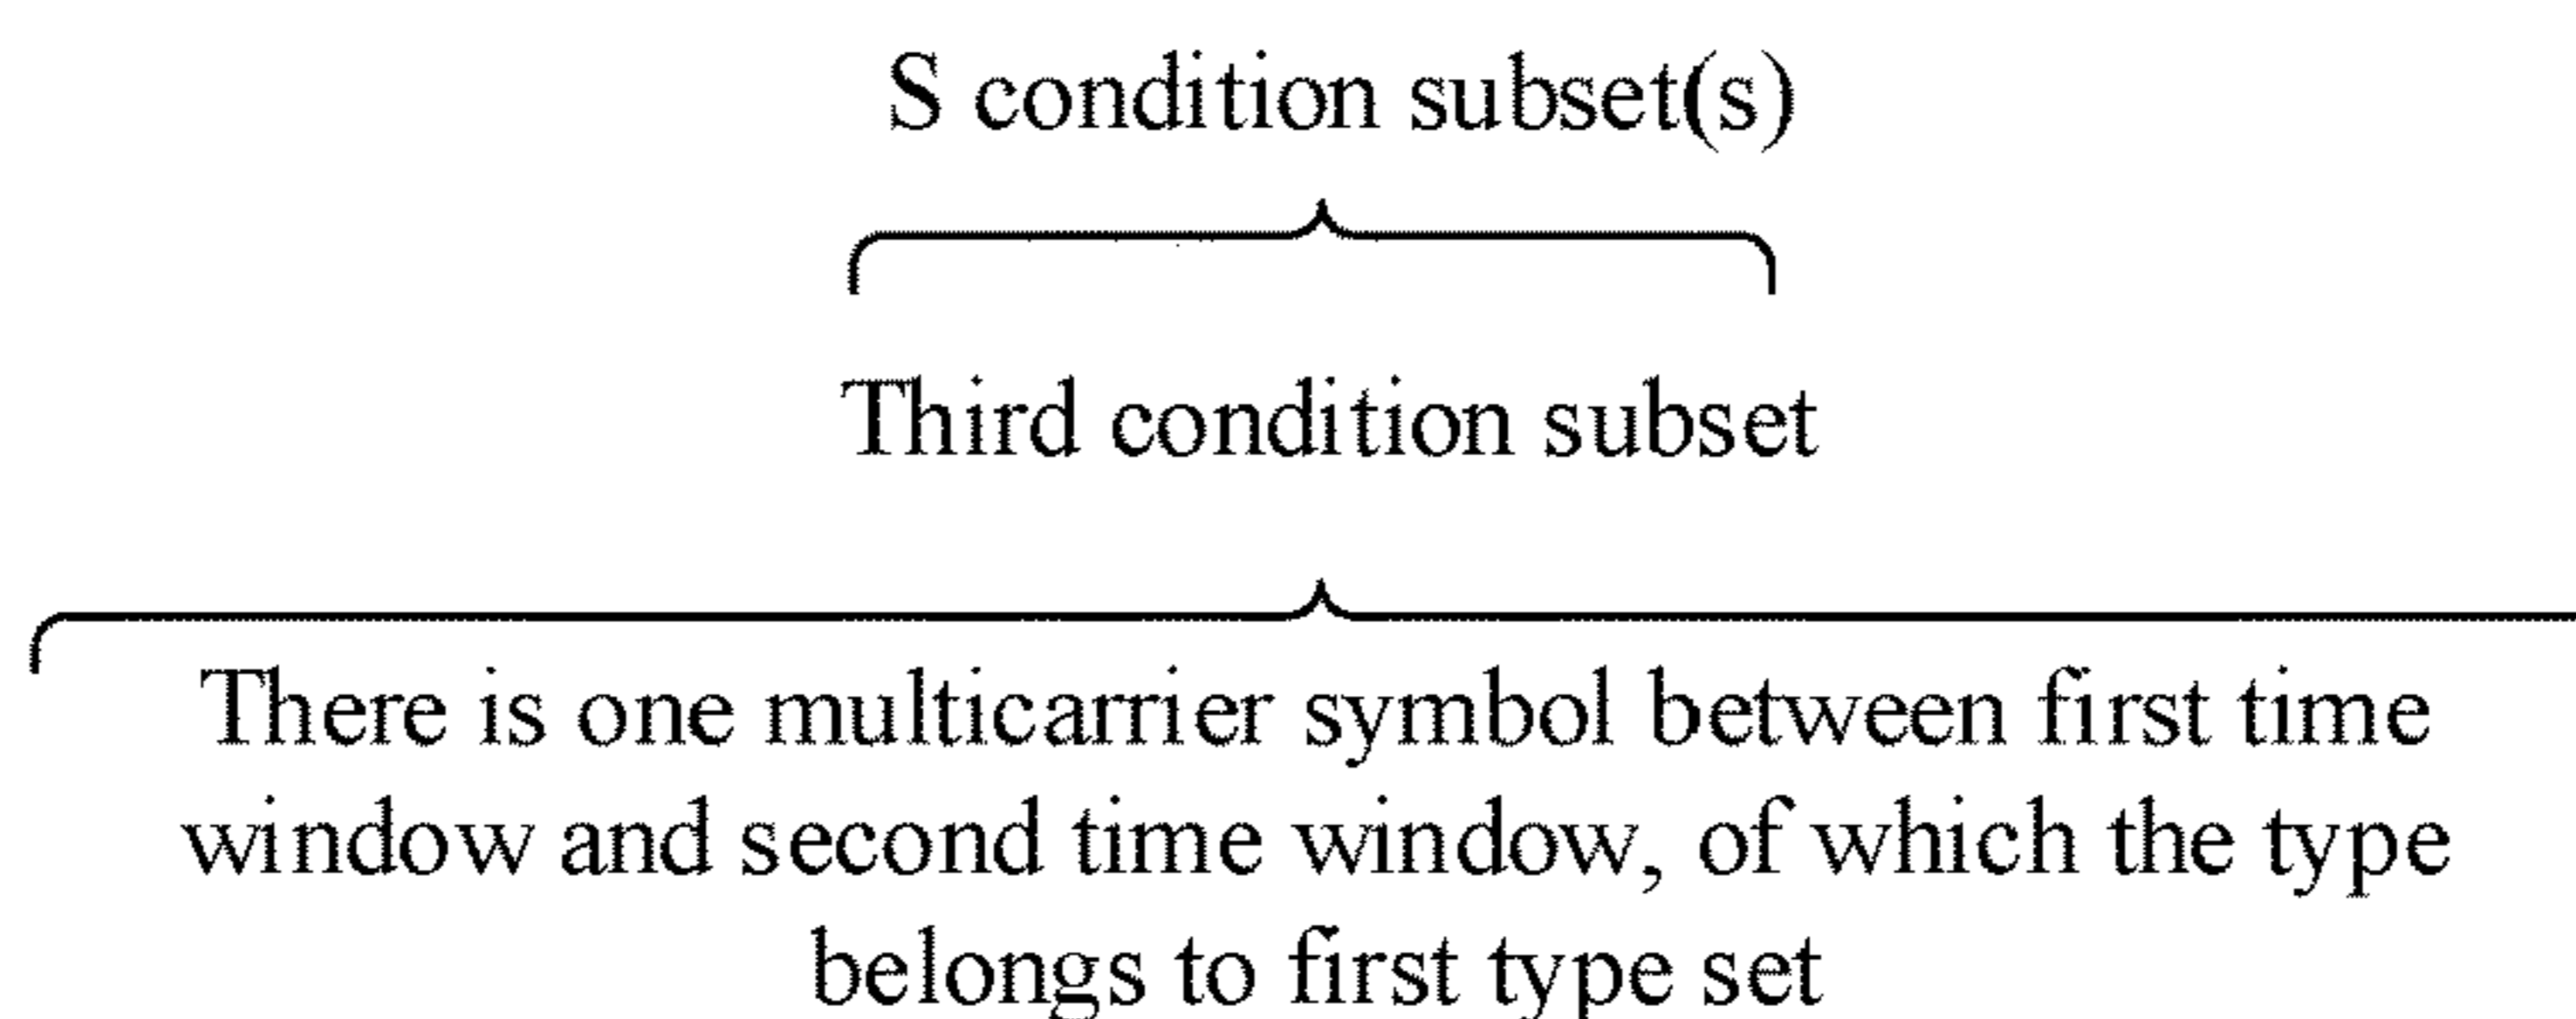 S condition subset(s)
Third condition subset
There is one multicarrier symbol between first time
window and second time window, of which the type
belongs to first type set